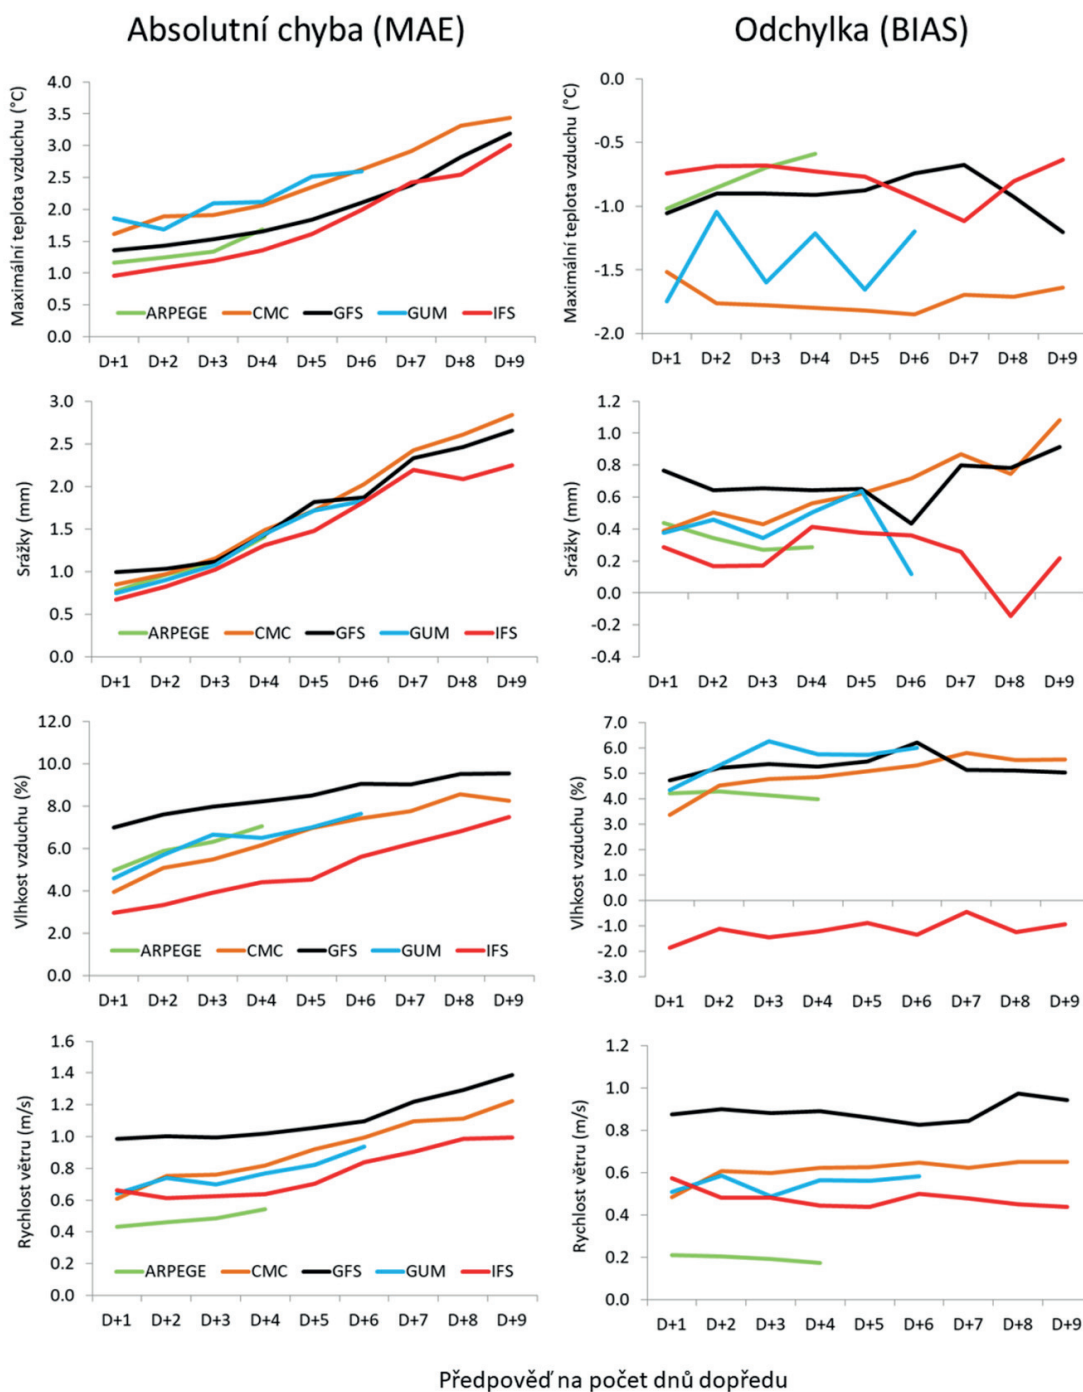 Absolutní chyba (MAE)
Odchylka (BIAS)
Maximální teplota vzduchu (°C)
4.0
3.5
3.0
2.5
2.0
1.5
1.0
0.5
0.0
ARPEGE CMC GFS GUM IFS
D+1 D+2 D+3 D+4 D+5 D+6 D+7 D+8 D+9
Maximální teplota vzduchu (°C)
0.0
-0.5
-1.0
-1.5
-2.0
D+1 D+2 D+3 D+4 D+5 D+6 D+7 D+8 D+9
Srážky (mm)
3.0
2.5
2.0
1.5
1.0
0.5
0.0
ARPEGE CMC GFS GUM IFS
D+1 D+2 D+3 D+4 D+5 D+6 D+7 D+8 D+9
Srážky (mm)
1.2
1.0
0.8
0.6
0.4
0.2
0.0
-0.2
-0.4
D+1 D+2 D+3 D+4 D+5 D+6 D+7 D+8 D+9
Vlhkost vzduchu (%)
12.0
10.0
8.0
6.0
4.0
2.0
0.0
ARPEGE CMC GFS GUM IFS
D+1 D+2 D+3 D+4 D+5 D+6 D+7 D+8 D+9
Vlhkost vzduchu (%)
7.0
6.0
5.0
4.0
3.0
2.0
1.0
0.0
-1.0
-2.0
-3.0
D+1 D+2 D+3 D+4 D+5 D+6 D+7 D+8 D+9
Rychlost větru (m/s)
1.6
1.4
1.2
1.0
0.8
0.6
0.4
0.2
0.0
ARPEGE CMC GFS GUM IFS
D+1 D+2 D+3 D+4 D+5 D+6 D+7 D+8 D+9
Rychlost větru (m/s)
1.2
1.0
0.8
0.6
0.4
0.2
0.0
D+1 D+2 D+3 D+4 D+5 D+6 D+7 D+8 D+9
Předpověď na počet dnů dopředu